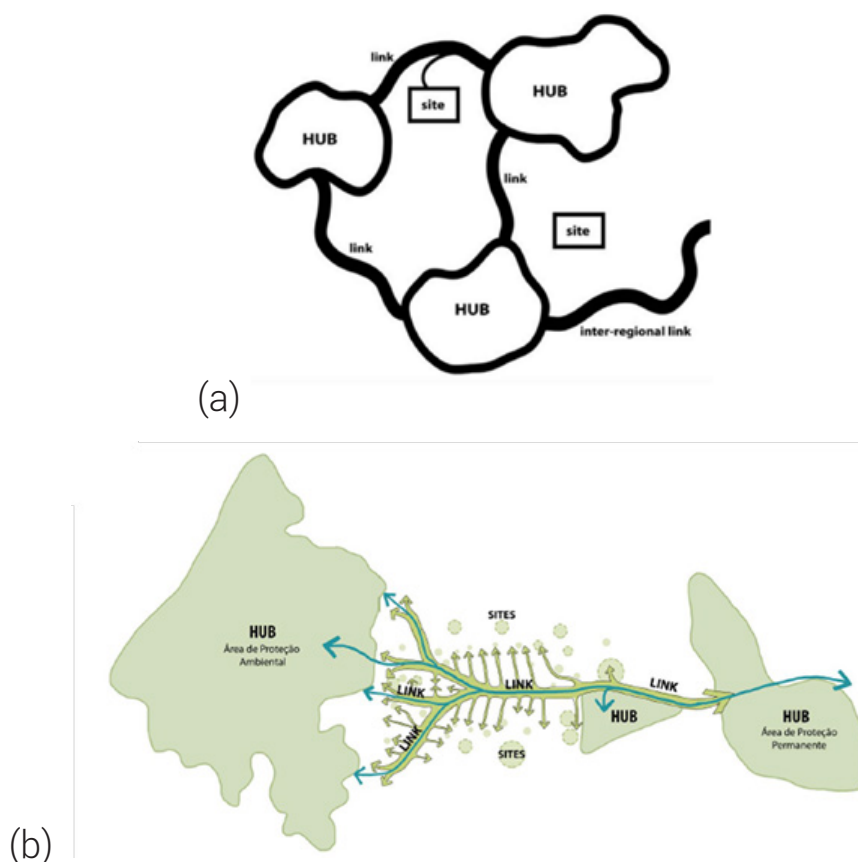 link
HUB
site
HUB
link
site
link
HUB
inter-regional link
(a)
SITES
HUB
Área de Proteção
Ambiental
LINK
LINK
LINK
LINK
HUB
HUB
Área de Proteção
Permanente
SITES
(b)